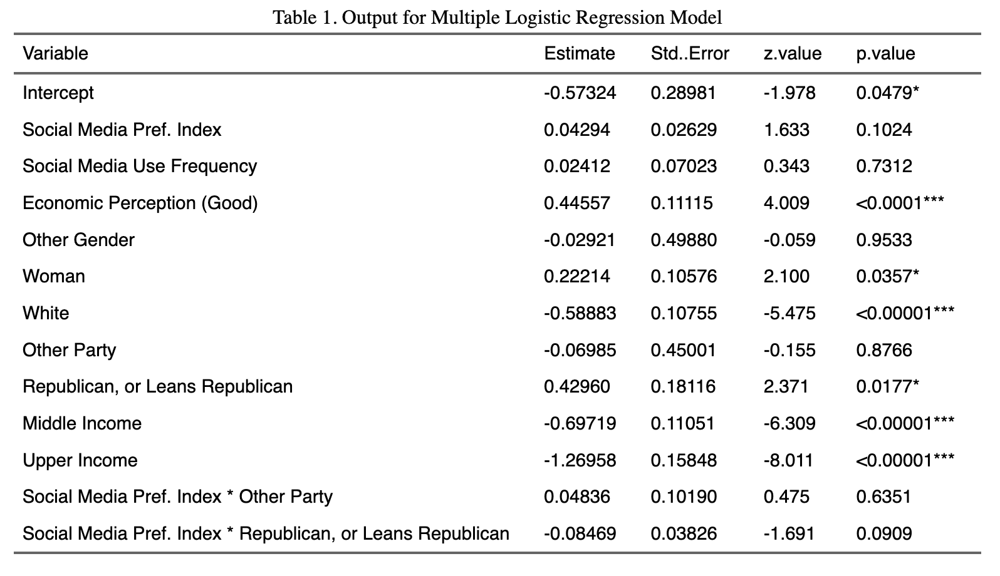 Table 1. Output for Multiple Logistic Regression Model
Variable Estimate Std..Error z.value p.value
Intercept -0.57324 0.28981 -1.978 0.0479*
Social Media Pref. Index 0.04294 0.02629 1.633 0.1024
Social Media Use Frequency 0.02412 0.07023 0.343 0.7312
Economic Perception (Good) 0.44557 0.11115 4.009 <0.0001***
Other Gender -0.02921 0.49880 -0.059 0.9533
Woman 0.22214 0.10576 2.100 0.0357*
White -0.58883 0.10755 -5.475 <0.00001***
Other Party -0.06985 0.45001 -0.155 0.8766
Republican, or Leans Republican 0.42960 0.18116 2.371 0.0177*
Middle Income -0.69719 0.11051 -6.309 <0.00001***
Upper Income -1.26958 0.15848 -8.011 <0.00001***
Social Media Pref. Index * Other Party 0.04836 0.10190 0.475 0.6351
Social Media Pref. Index * Republican, or Leans Republican -0.08469 0.03826 -1.691 0.0909